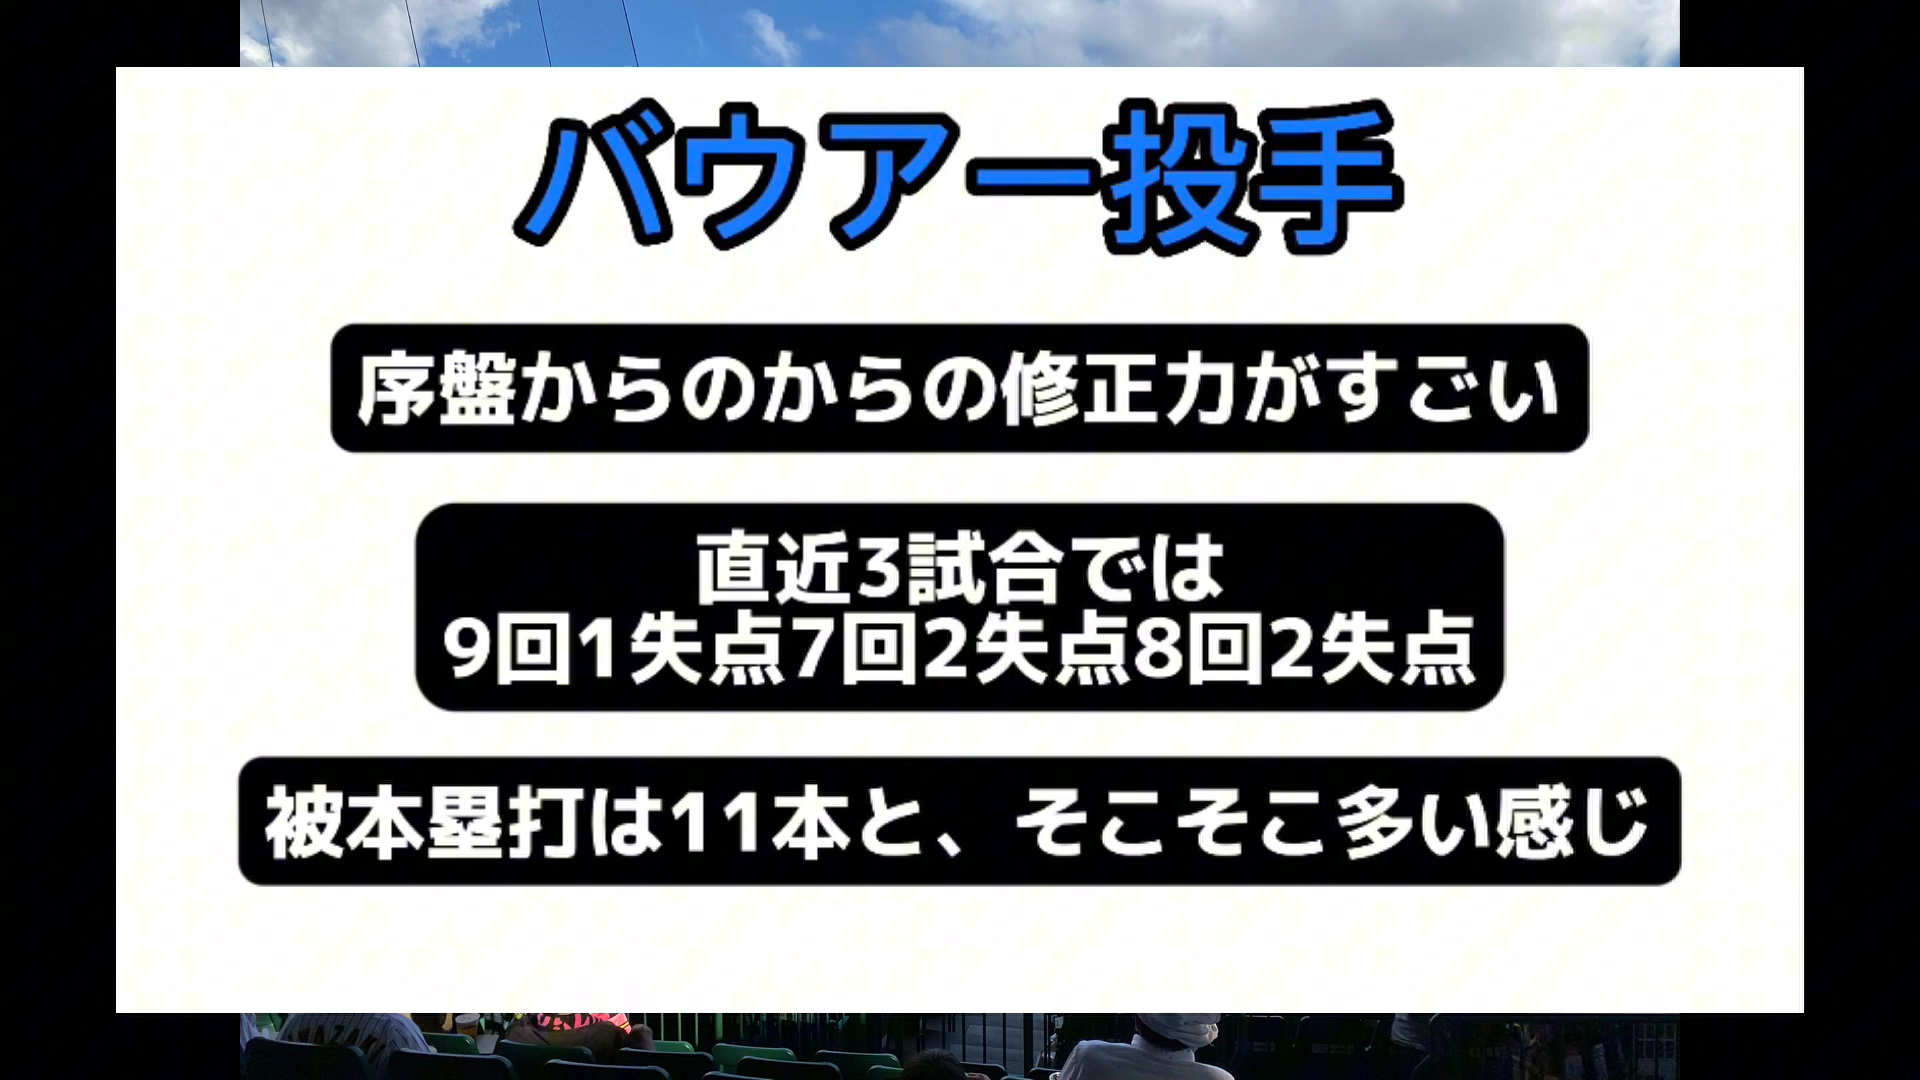 バウアー投手
序盤からのからの修正力がすごい
直近3試合では
9回1失点7回2失点8回2失点
被本塁打は11本と、そこそこ多い感じ